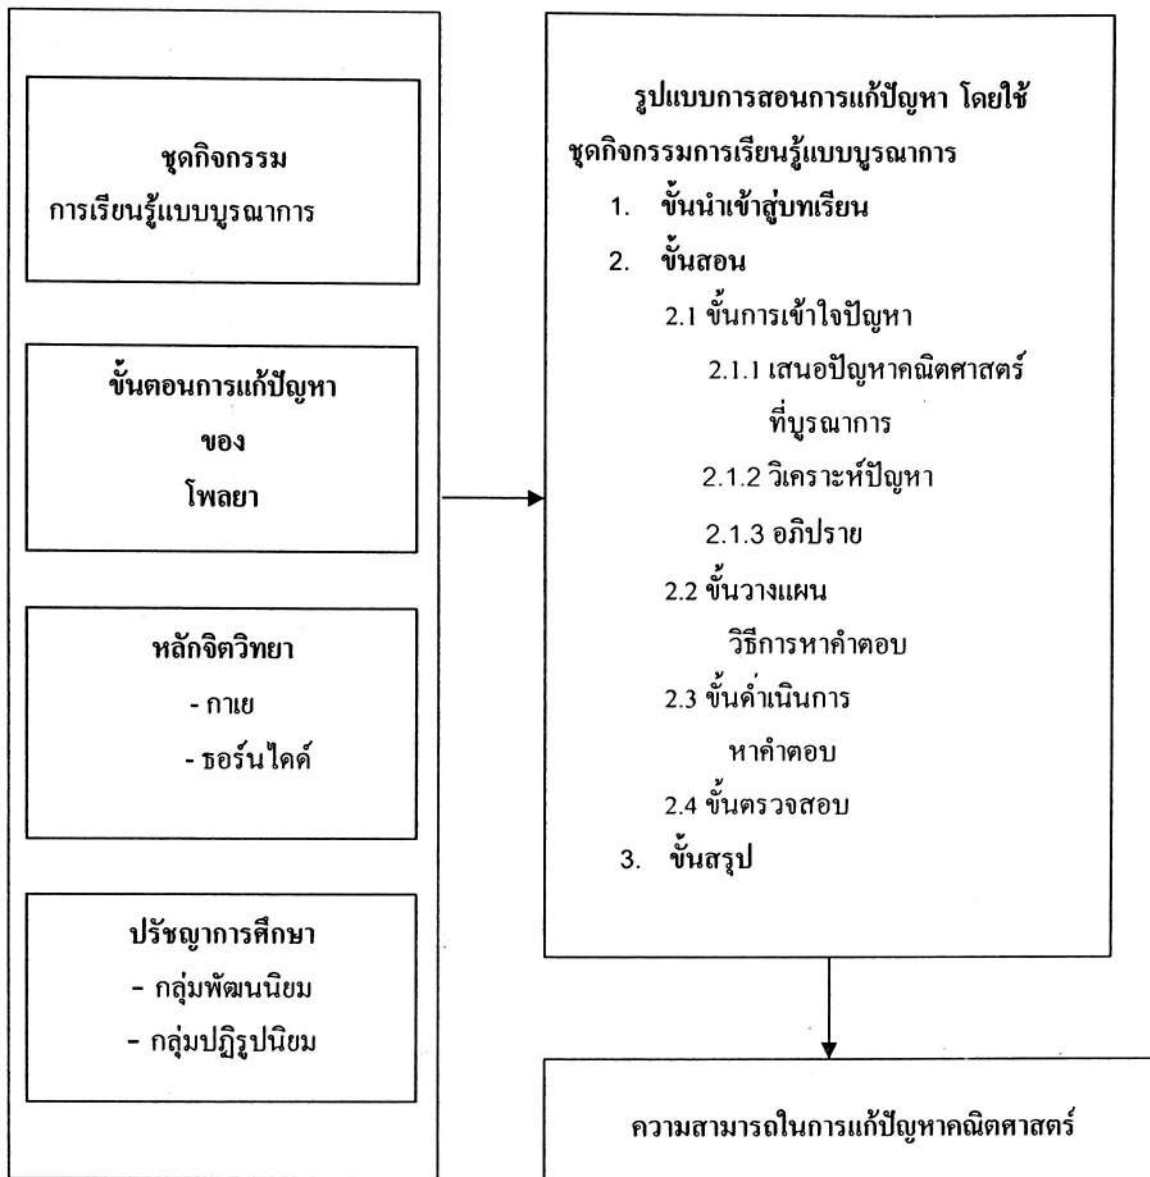 ชุดกิจกรรม
การเรียนรู้แบบบูรณาการ
ขั้นตอนการแก้ปัญหา
ของ
โพลยา
หลักจิตวิทยา
- กาเย
- ธอร์นไดค์
ปรัชญาการศึกษา
- กลุ่มพัฒนนิยม
- กลุ่มปฏิรูปนิยม
รูปแบบการสอนการแก้ปัญหา โดยใช้
ชุดกิจกรรมการเรียนรู้แบบบูรณาการ
1. ขั้นนำเข้าสู่บทเรียน
2. ขั้นสอน
2.1 ขั้นการเข้าใจปัญหา
2.1.1 เสนอปัญหาคณิตศาสตร์
ที่บูรณาการ
2.1.2 วิเคราะห์ปัญหา
2.1.3 อภิปราย
2.2 ขั้นวางแผน
วิธีการหาคำตอบ
2.3 ขั้นดำเนินการ
หาคำตอบ
2.4 ขั้นตรวจสอบ
3. ขั้นสรุป
ความสามารถในการแก้ปัญหาคณิตศาสตร์